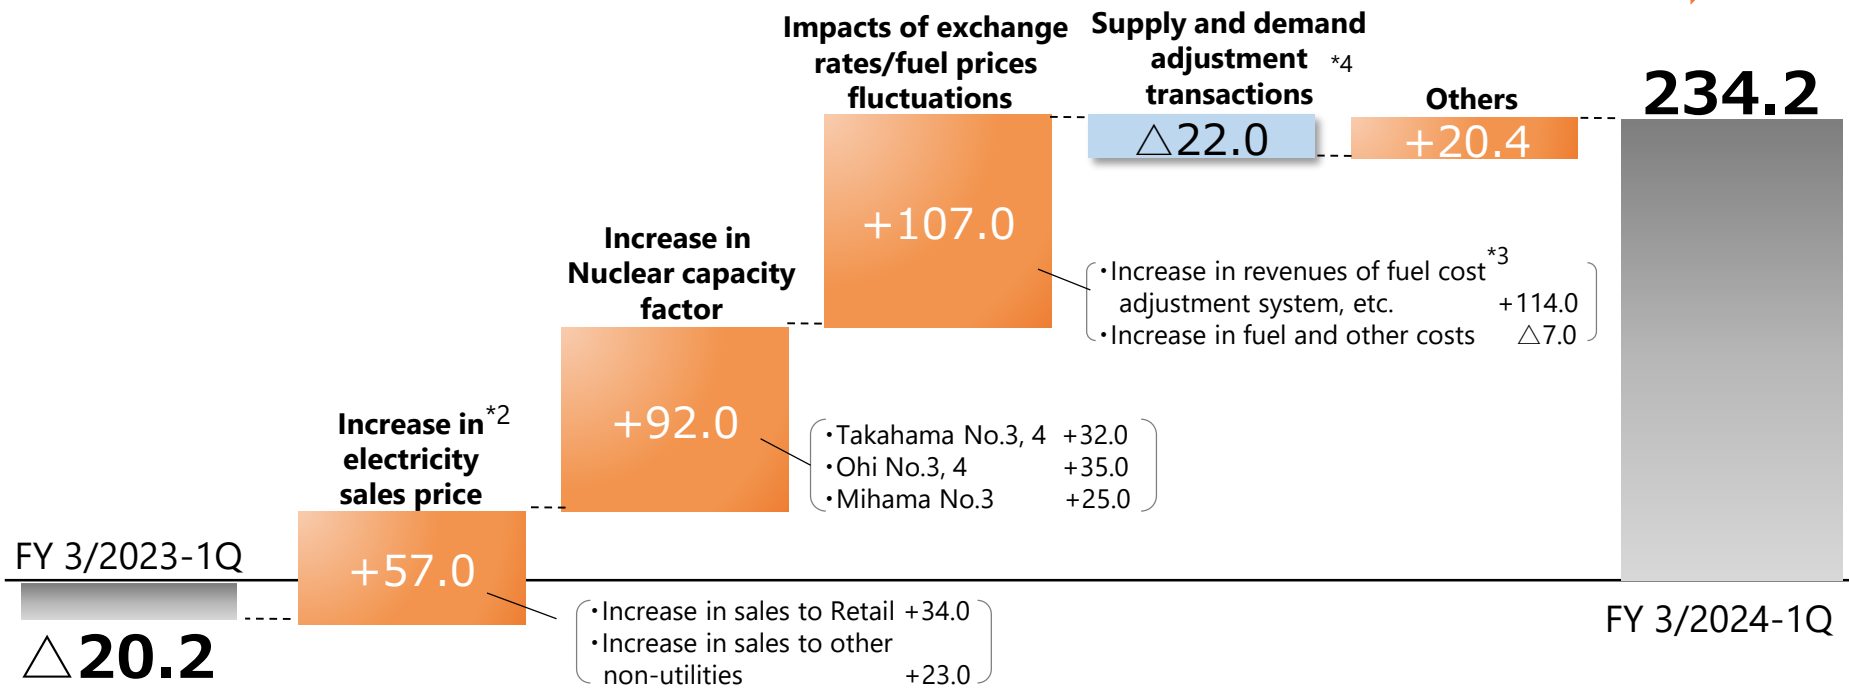 FY 3/2023-1Q
△20.2
Increase in *2
electricity
sales price
+57.0
・Increase in sales to Retail +34.0
・Increase in sales to other
non-utilities +23.0
Increase in
Nuclear capacity
factor
+92.0
・Takahama No.3, 4 +32.0
・Ohi No.3, 4 +35.0
・Mihama No.3 +25.0
Impacts of exchange
rates/fuel prices
fluctuations
+107.0
・Increase in revenues of fuel cost *3
adjustment system, etc. +114.0
・Increase in fuel and other costs △7.0
Supply and demand
adjustment *4
transactions
△22.0
Others
+20.4
234.2
FY 3/2024-1Q